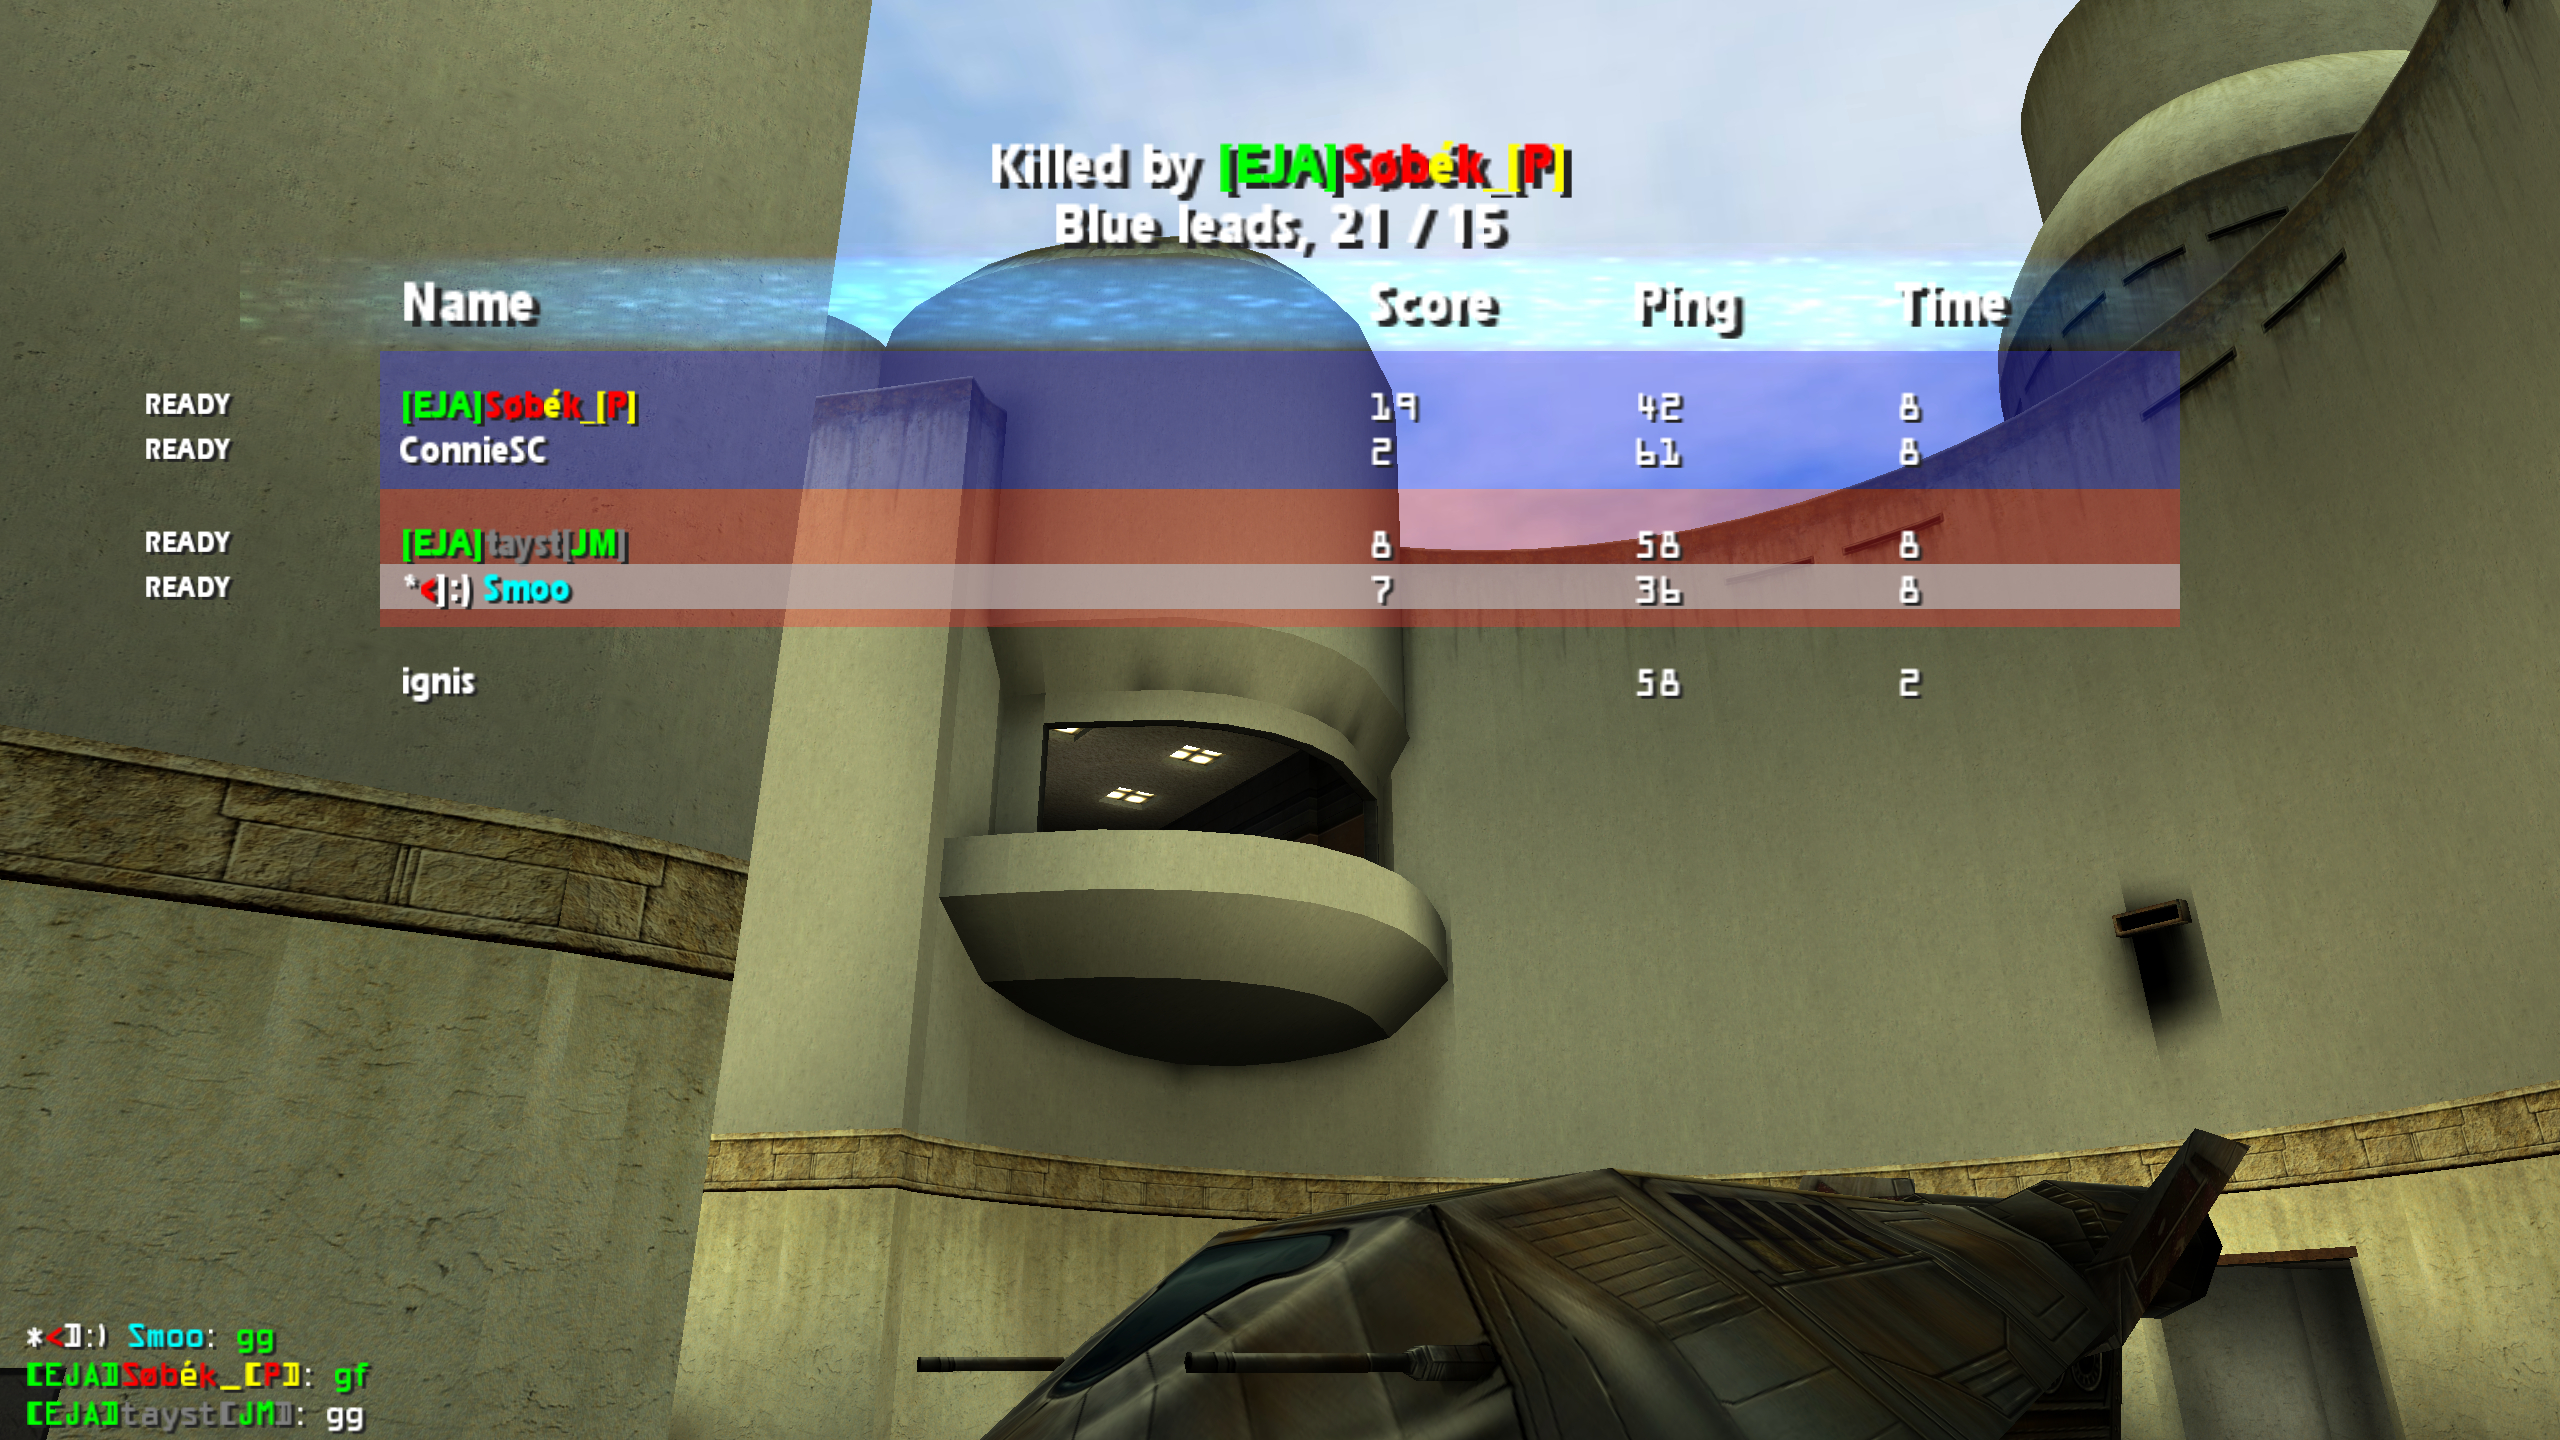 Killed by [EJA]Søbék_[P]
Blue leads, 21 / 15
Name Score Ping Time
READY [EJA]Søbék_[P] 19 42 8
READY ConnieSC 2 61 8
READY [EJA]tayst[JM] 8 58 8
READY *<]:) Smoo 7 36 8
ignis 58 2
*<]:) Smoo: gg
[EJA]Søbék_[P]: gf
[EJA]tayst[JM]: gg